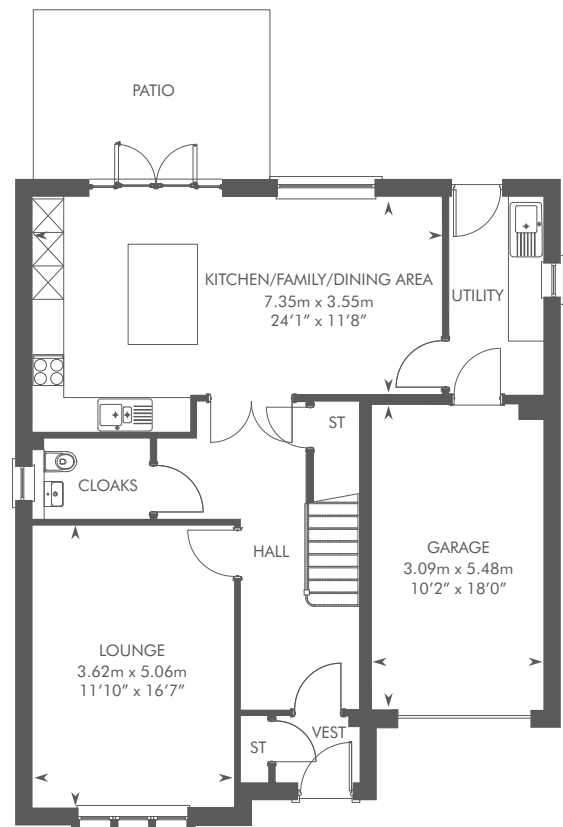 PATIO
KITCHEN/FAMILY/DINING AREA
7.35m x 3.55m
24’1” x 11’8”
UTILITY
ST
CLOAKS
HALL
GARAGE
3.09m x 5.48m
10’2” x 18’0”
LOUNGE
3.62m x 5.06m
11’10” x 16’7”
ST
VEST